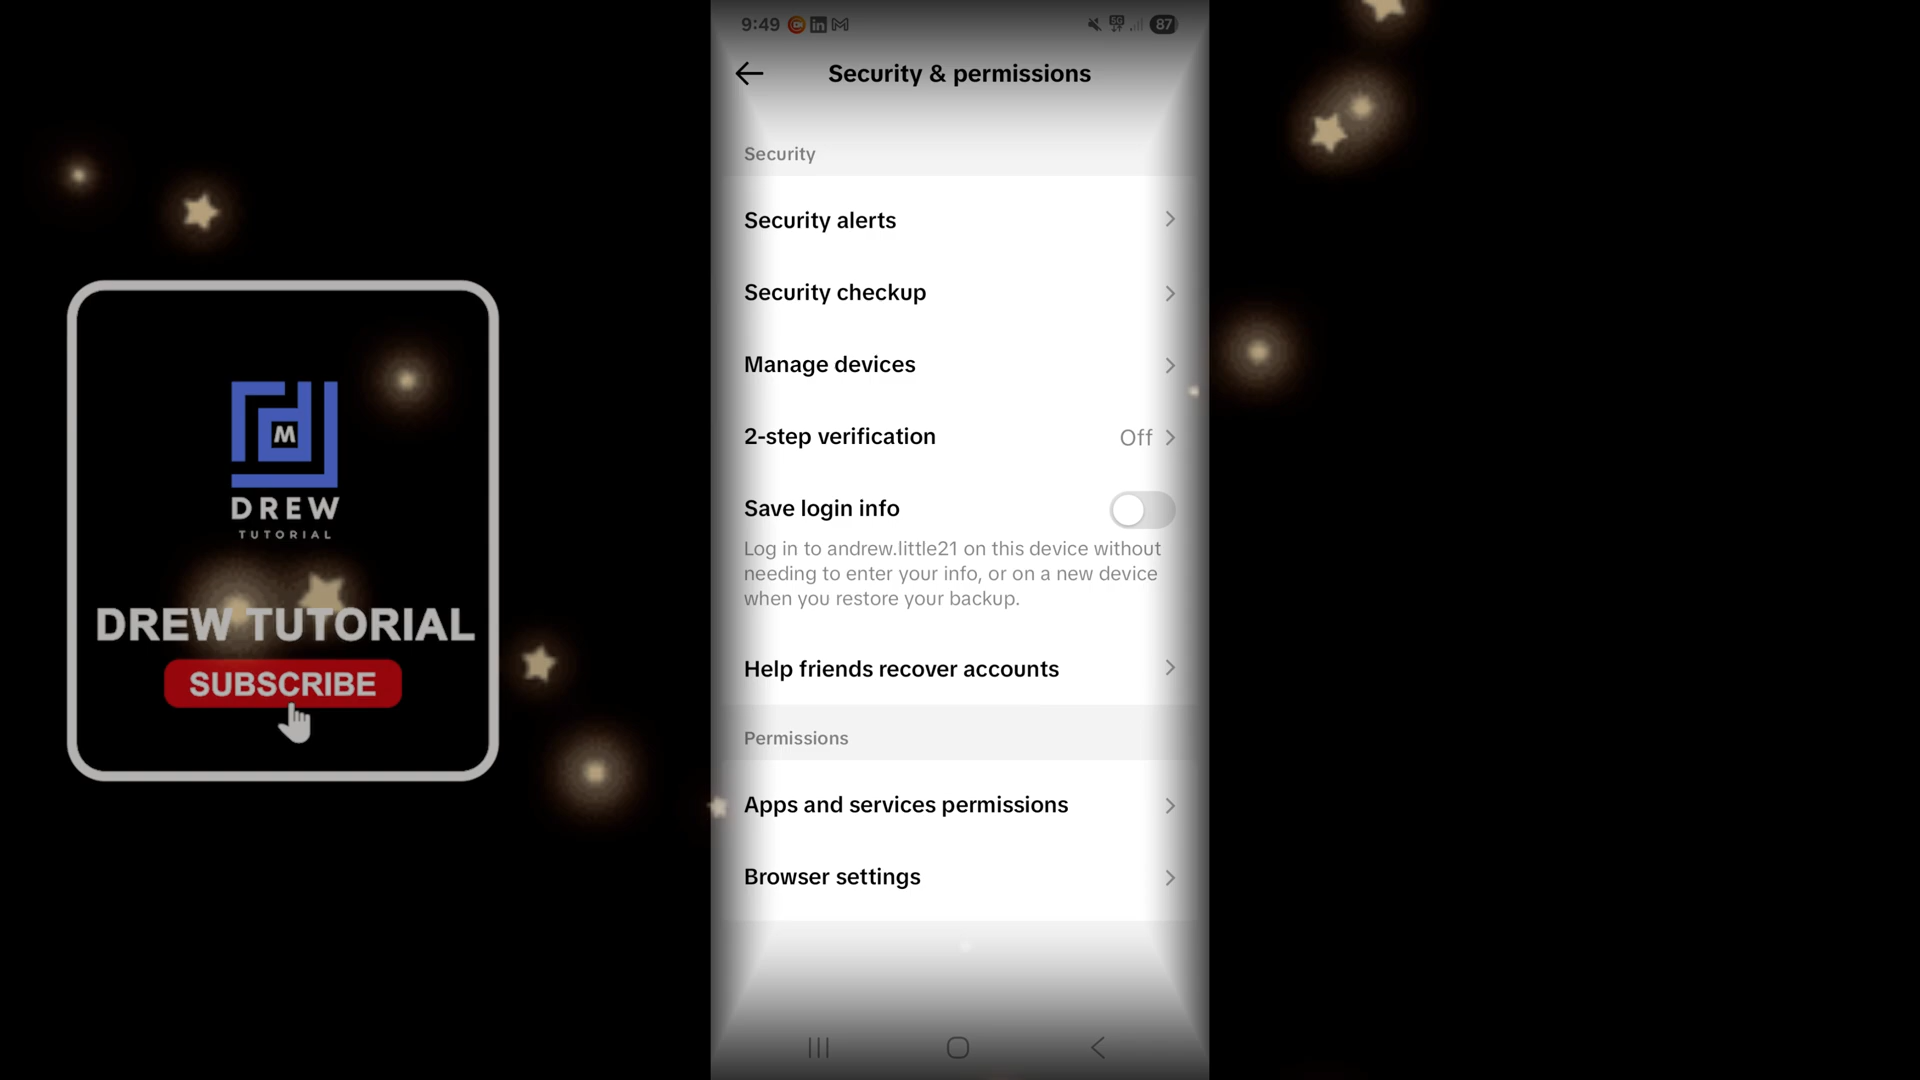 9:49
87
Security & permissions
Security
Security alerts
Security checkup
Manage devices
2-step verification
Off
Save login info
Log in to andrew.little21 on this device without
needing to enter your info, or on a new device
when you restore your backup.
Help friends recover accounts
Permissions
Apps and services permissions
Browser settings
M
DREW
TUTORIAL
DREW TUTORIAL
SUBSCRIBE